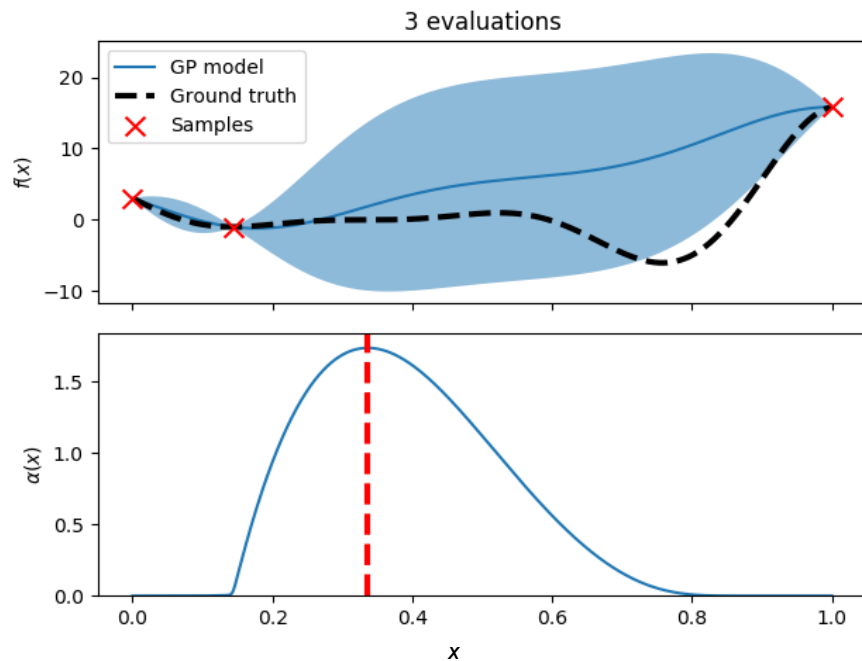 3 evaluations
GP model
Ground truth
Samples
f(x)
20
10
0
−10
α(x)
1.5
1.0
0.5
0.0
0.0 0.2 0.4 0.6 0.8 1.0
x